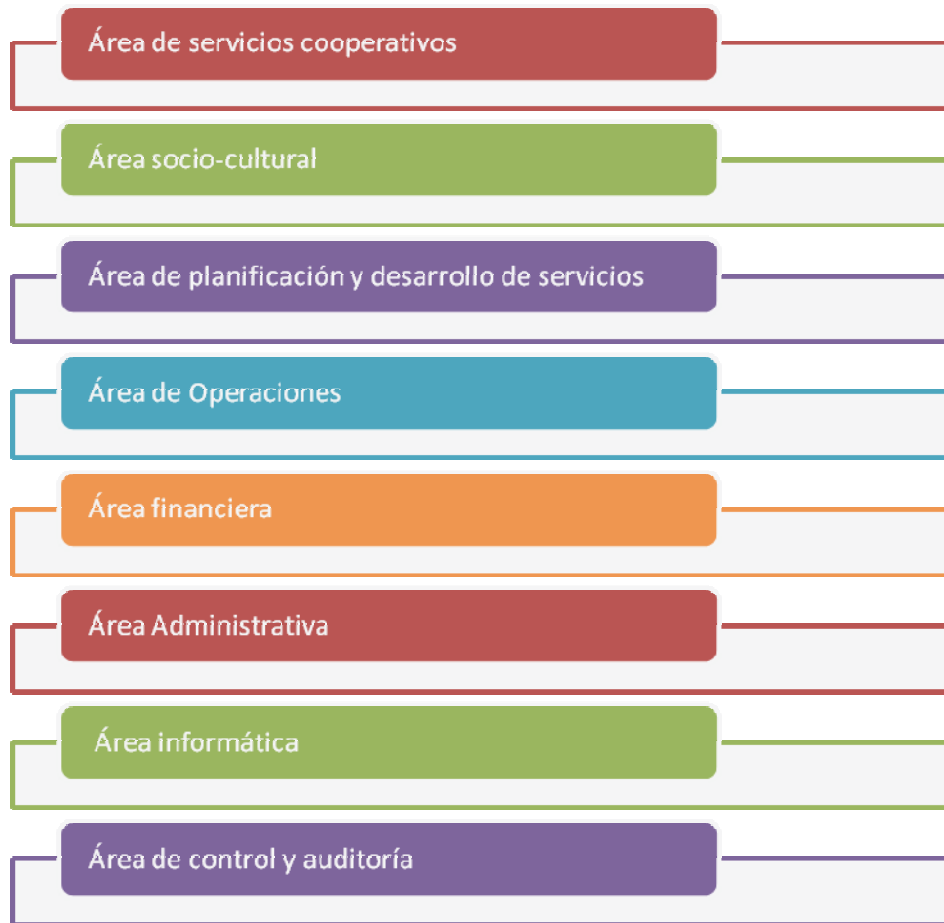 Área de servicios cooperativos
Área socio-cultural
Área de planificación y desarrollo de servicios
Área de Operaciones
Área financiera
Área Administrativa
Área informática
Área de control y auditoría